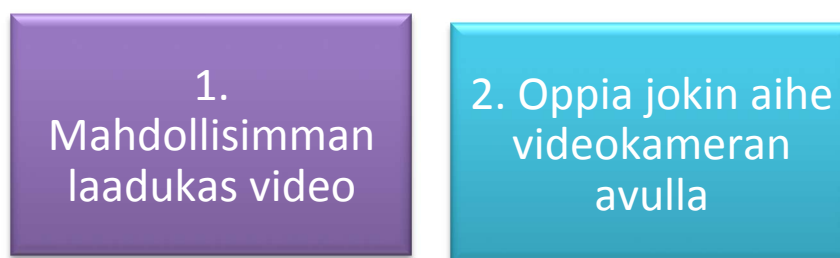 1.
Mahdollisimman
laadukas video
2. Oppia jokin aihe
videokameran
avulla